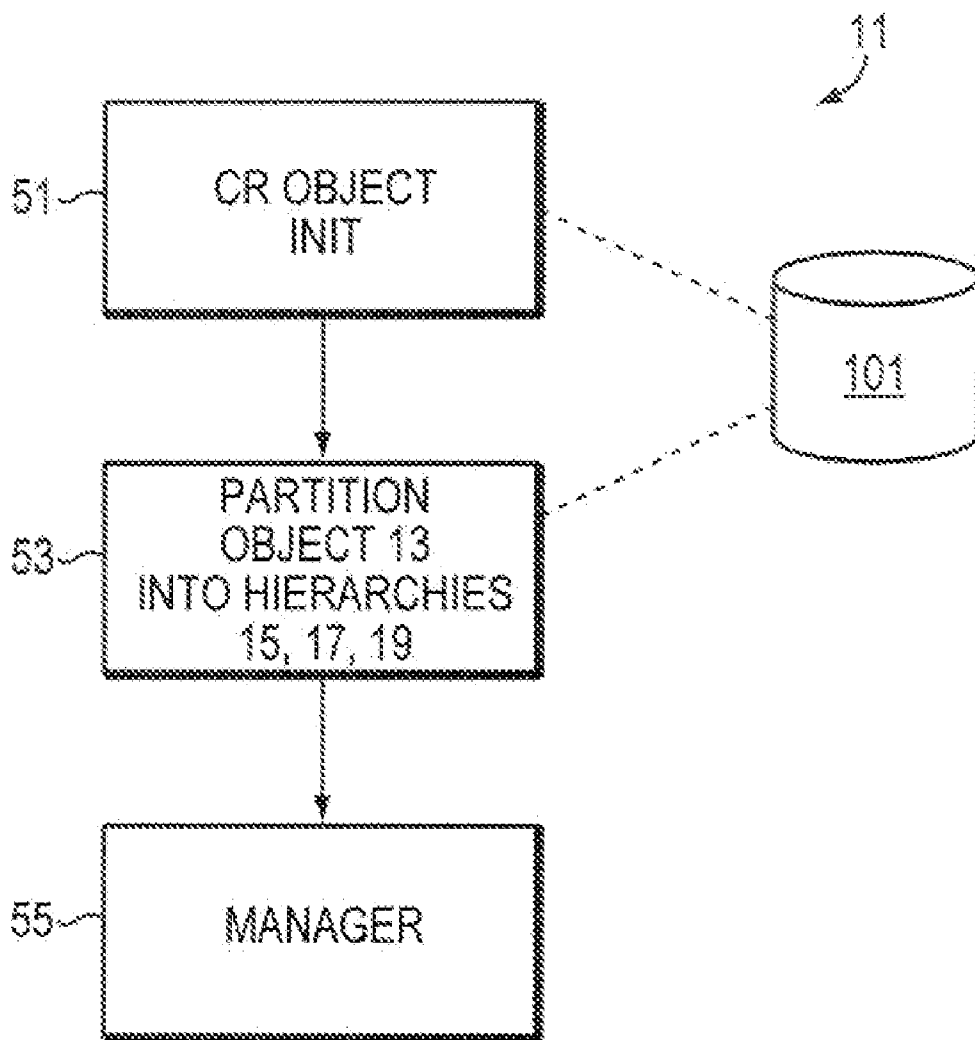 11
51
CR OBJECT
INIT
101
53
PARTITION
OBJECT 13
INTO HIERARCHIES
15, 17, 19
55
MANAGER